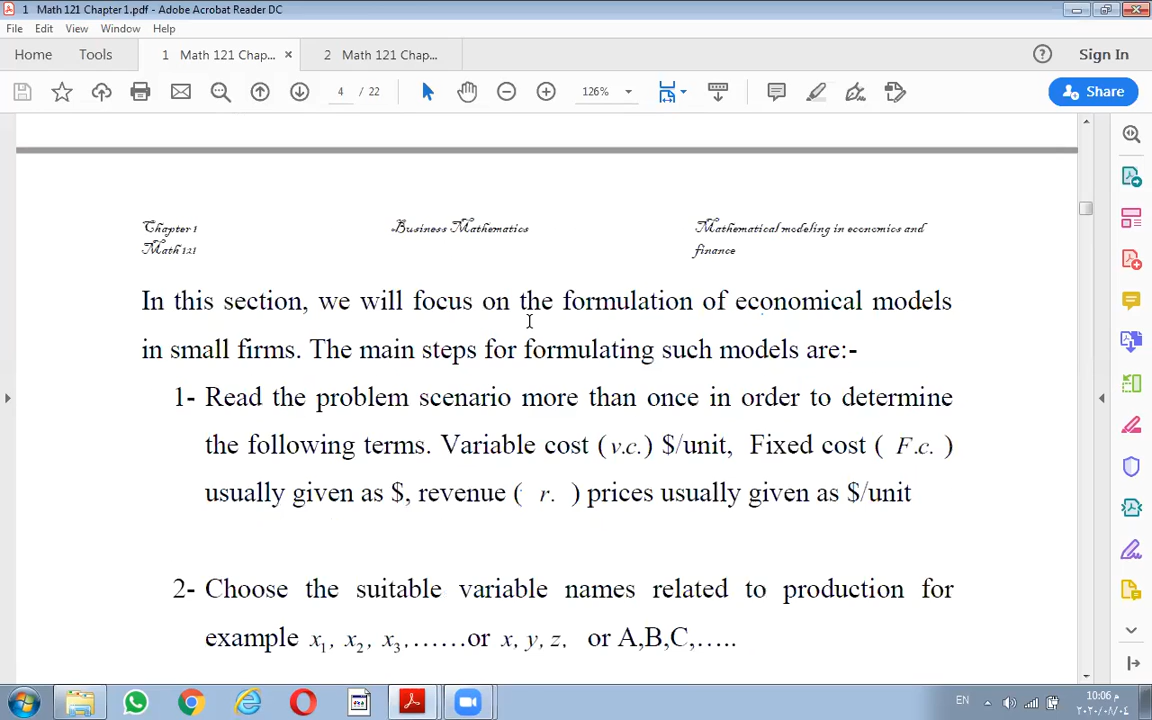 1 Math 121 Chapter 1.pdf - Adobe Acrobat Reader DC
File Edit View Window Help
Home Tools 1 Math 121 Chap... × 2 Math 121 Chap... Sign In
4 / 22 126% Share
Chapter 1 Business Mathematics Mathematical modeling in economics and
Math 121 finance
In this section, we will focus on the formulation of economical models
in small firms. The main steps for formulating such models are:-
1- Read the problem scenario more than once in order to determine
the following terms. Variable cost (v.c.) $/unit, Fixed cost ( F.c. )
usually given as $, revenue ( r. ) prices usually given as $/unit
2- Choose the suitable variable names related to production for
example x₁, x₂, x₃,......or x, y, z, or A,B,C,.....
EN 10:06 م
٢٠٢٠/٠٨/٠٤